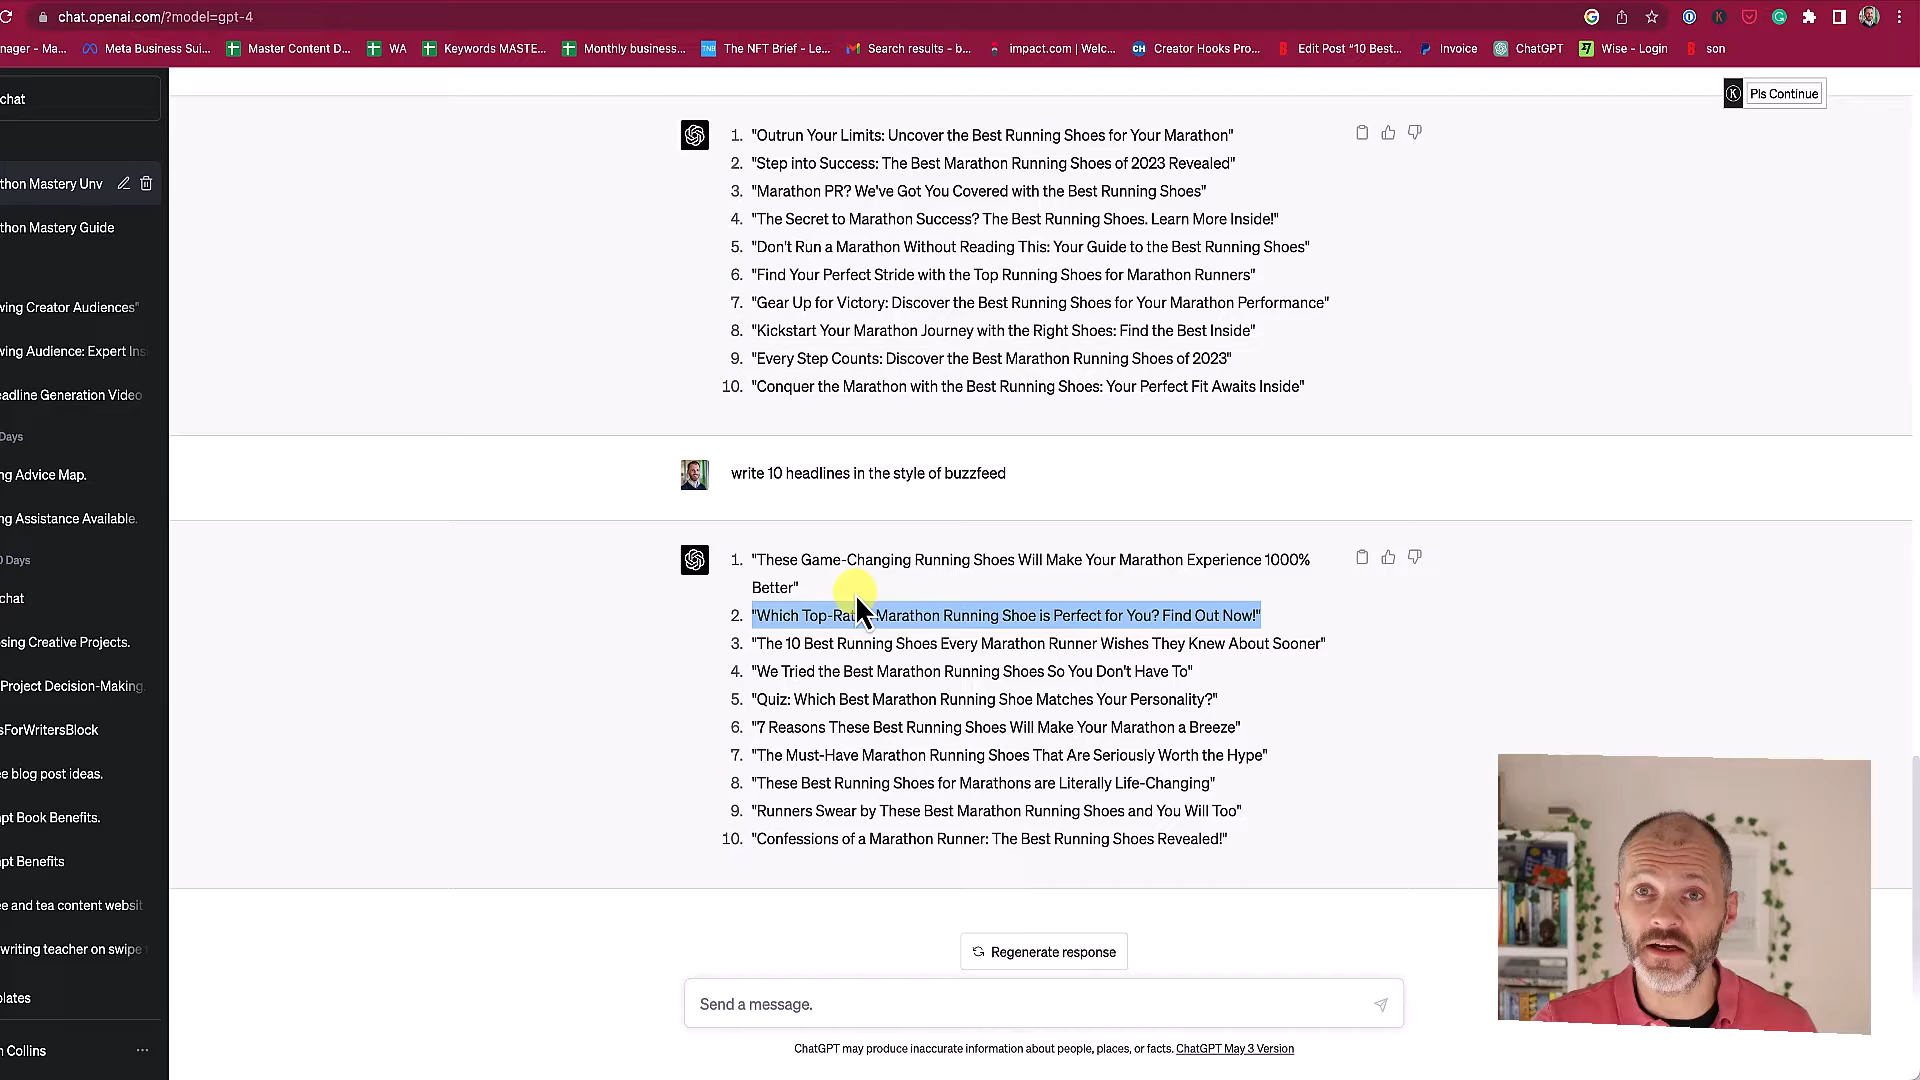 chat.openai.com/?model=gpt-4
nager - Ma... Meta Business Sui... Master Content D... WA Keywords MASTE... Monthly business... TNB The NFT Brief - Le... Search results - b... impact.com | Welc... CH Creator Hooks Pro... Edit Post "10 Best... Invoice ChatGPT Wise - Login son
chat
K Pls Continue
thon Mastery Unv
thon Mastery Guide
wing Creator Audiences"
wing Audience: Expert Ins
eadline Generation Video
Days
ng Advice Map.
ng Assistance Available.
0 Days
chat
osing Creative Projects.
Project Decision-Making.
sForWritersBlock
e blog post ideas.
pt Book Benefits.
pt Benefits
e and tea content websit
writing teacher on swipe
plates
n Collins ...
1. "Outrun Your Limits: Uncover the Best Running Shoes for Your Marathon"
2. "Step into Success: The Best Marathon Running Shoes of 2023 Revealed"
3. "Marathon PR? We've Got You Covered with the Best Running Shoes"
4. "The Secret to Marathon Success? The Best Running Shoes. Learn More Inside!"
5. "Don't Run a Marathon Without Reading This: Your Guide to the Best Running Shoes"
6. "Find Your Perfect Stride with the Top Running Shoes for Marathon Runners"
7. "Gear Up for Victory: Discover the Best Running Shoes for Your Marathon Performance"
8. "Kickstart Your Marathon Journey with the Right Shoes: Find the Best Inside"
9. "Every Step Counts: Discover the Best Marathon Running Shoes of 2023"
10. "Conquer the Marathon with the Best Running Shoes: Your Perfect Fit Awaits Inside"
write 10 headlines in the style of buzzfeed
1. "These Game-Changing Running Shoes Will Make Your Marathon Experience 1000%
Better"
2. "Which Top-Rat Marathon Running Shoe is Perfect for You? Find Out Now!"
3. "The 10 Best Running Shoes Every Marathon Runner Wishes They Knew About Sooner"
4. "We Tried the Best Marathon Running Shoes So You Don't Have To"
5. "Quiz: Which Best Marathon Running Shoe Matches Your Personality?"
6. "7 Reasons These Best Running Shoes Will Make Your Marathon a Breeze"
7. "The Must-Have Marathon Running Shoes That Are Seriously Worth the Hype"
8. "These Best Running Shoes for Marathons are Literally Life-Changing"
9. "Runners Swear by These Best Marathon Running Shoes and You Will Too"
10. "Confessions of a Marathon Runner: The Best Running Shoes Revealed!"
Regenerate response
Send a message.
ChatGPT may produce inaccurate information about people, places, or facts. ChatGPT May 3 Version